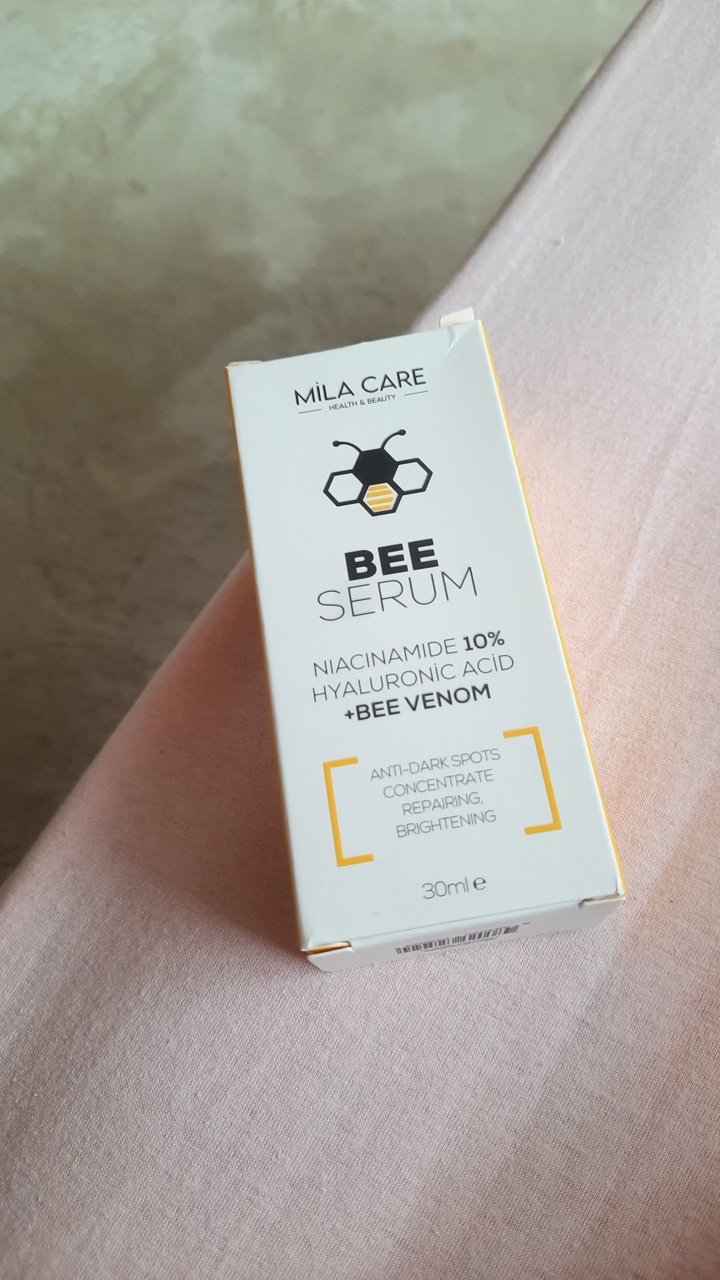 MİLA CARE
HEALTH & BEAUTY
BEE
SERUM
NIACINAMIDE 10%
HYALURONİC ACİD
+BEE VENOM
ANTI-DARK SPOTS
CONCENTRATE
REPAIRING,
BRIGHTENING
30ml e